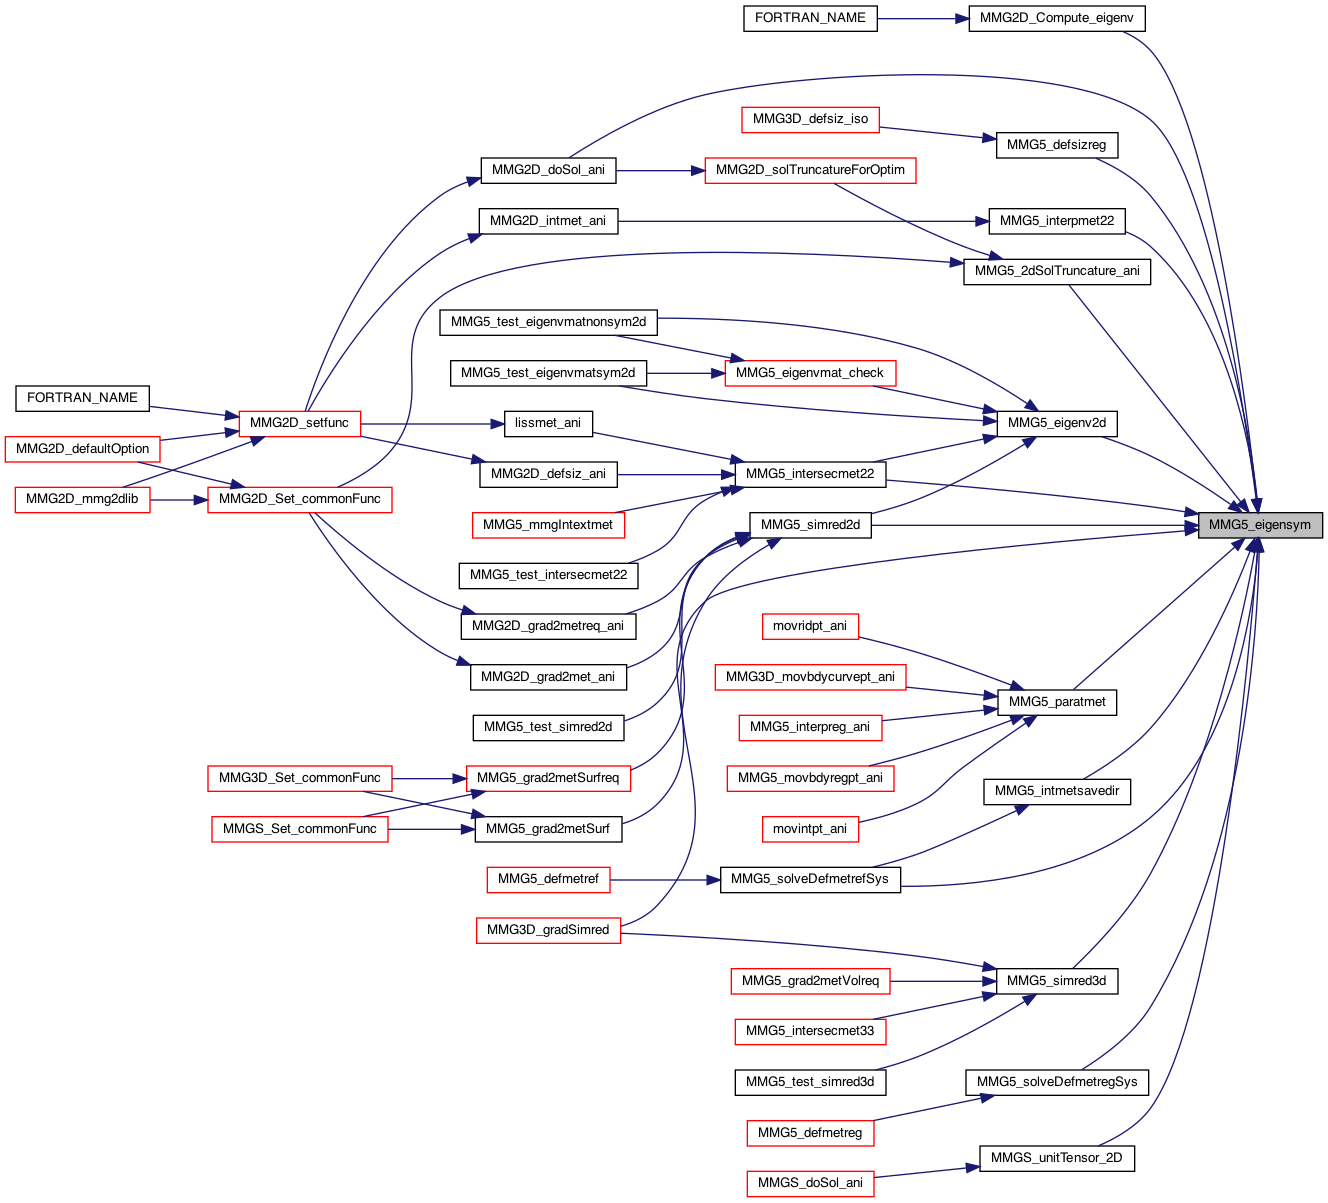 FORTRAN_NAME
MMG2D_Compute_eigenv
MMG3D_defsiz_iso
MMG5_defsizreg
MMG2D_doSol_ani
MMG2D_solTruncatureForOptim
MMG2D_intmet_ani
MMG5_interpmet22
MMG5_2dSolTruncature_ani
MMG5_test_eigenvmatnonsym2d
MMG5_test_eigenvmatsym2d
MMG5_eigenvmat_check
FORTRAN_NAME
MMG2D_setfunc
lissmet_ani
MMG5_eigenv2d
MMG2D_defaultOption
MMG2D_defsiz_ani
MMG5_intersecmet22
MMG2D_mmg2dlib
MMG2D_Set_commonFunc
MMG5_mmgIntextmet
MMG5_simred2d
MMG5_eigensym
MMG5_test_intersecmet22
MMG2D_grad2metreq_ani
movridpt_ani
MMG2D_grad2met_ani
MMG3D_movbdycurvept_ani
MMG5_paratmet
MMG5_test_simred2d
MMG5_interpreg_ani
MMG3D_Set_commonFunc
MMG5_grad2metSurfreq
MMG5_movbdyregpt_ani
MMG5_intmetsavedir
MMGS_Set_commonFunc
MMG5_grad2metSurf
movintpt_ani
MMG5_defmetref
MMG5_solveDefmetrefSys
MMG3D_gradSimred
MMG5_grad2metVolreq
MMG5_simred3d
MMG5_intersecmet33
MMG5_test_simred3d
MMG5_solveDefmetregSys
MMG5_defmetreg
MMGS_unitTensor_2D
MMGS_doSol_ani